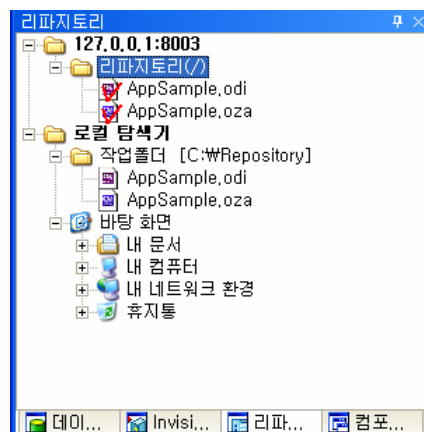 리파지토리
127.0.0.1:8003
리파지토리(/)
AppSample.odi
AppSample.oza
로컬 탐색기
작업폴더 [C:₩Repository]
AppSample.odi
AppSample.oza
바탕 화면
내 문서
내 컴퓨터
내 네트워크 환경
휴지통
데이... Invisi... 리파... 컴포...